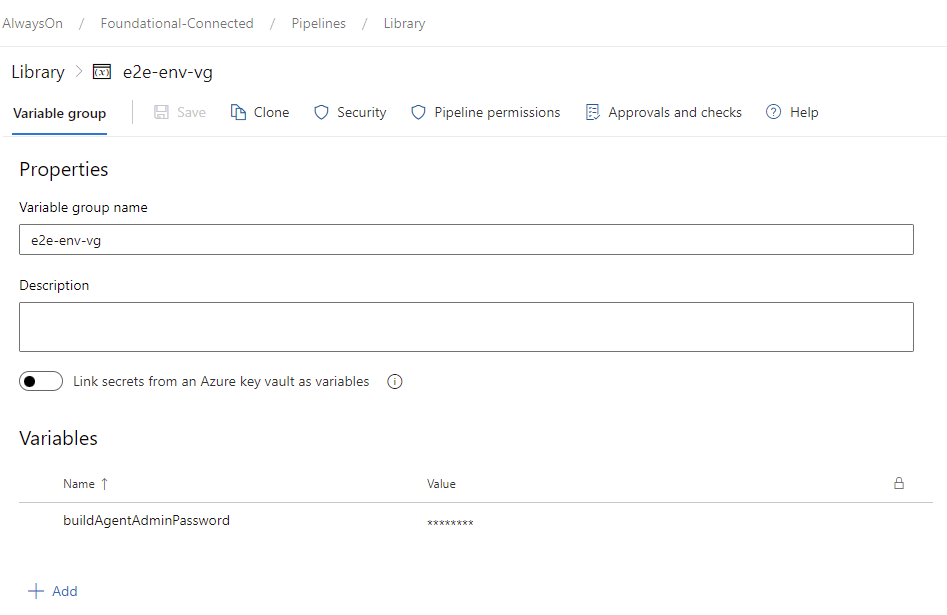 AlwaysOn / Foundational-Connected / Pipelines / Library
Library > (x) e2e-env-vg
Variable group Save Clone Security Pipeline permissions Approvals and checks ? Help
Properties
Variable group name
e2e-env-vg
Description
Link secrets from an Azure key vault as variables i
Variables
Name ↑ Value
buildAgentAdminPassword ********
+ Add